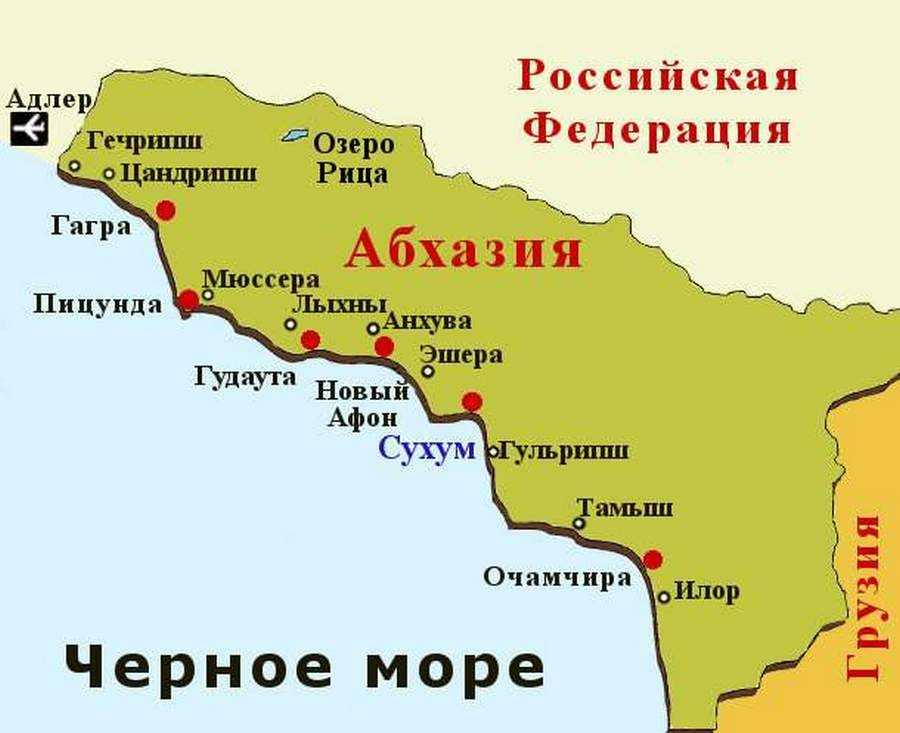 Российская
Федерация
Адлер
Гечрипш
Озеро
Рица
Цандрипш
Гагра
Абхазия
Мюссера
Пицунда
Лыхны
Анхува
Эшера
Гудаута
Новый
Афон
Сухум
Гульрипш
Тамыш
Очамчира
Илор
Грузия
Черное море